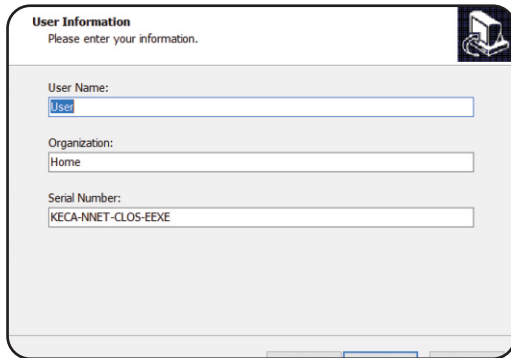 User Information
Please enter your information.
User Name:
User
Organization:
Home
Serial Number:
KECA-NNET-CLOS-EEXE